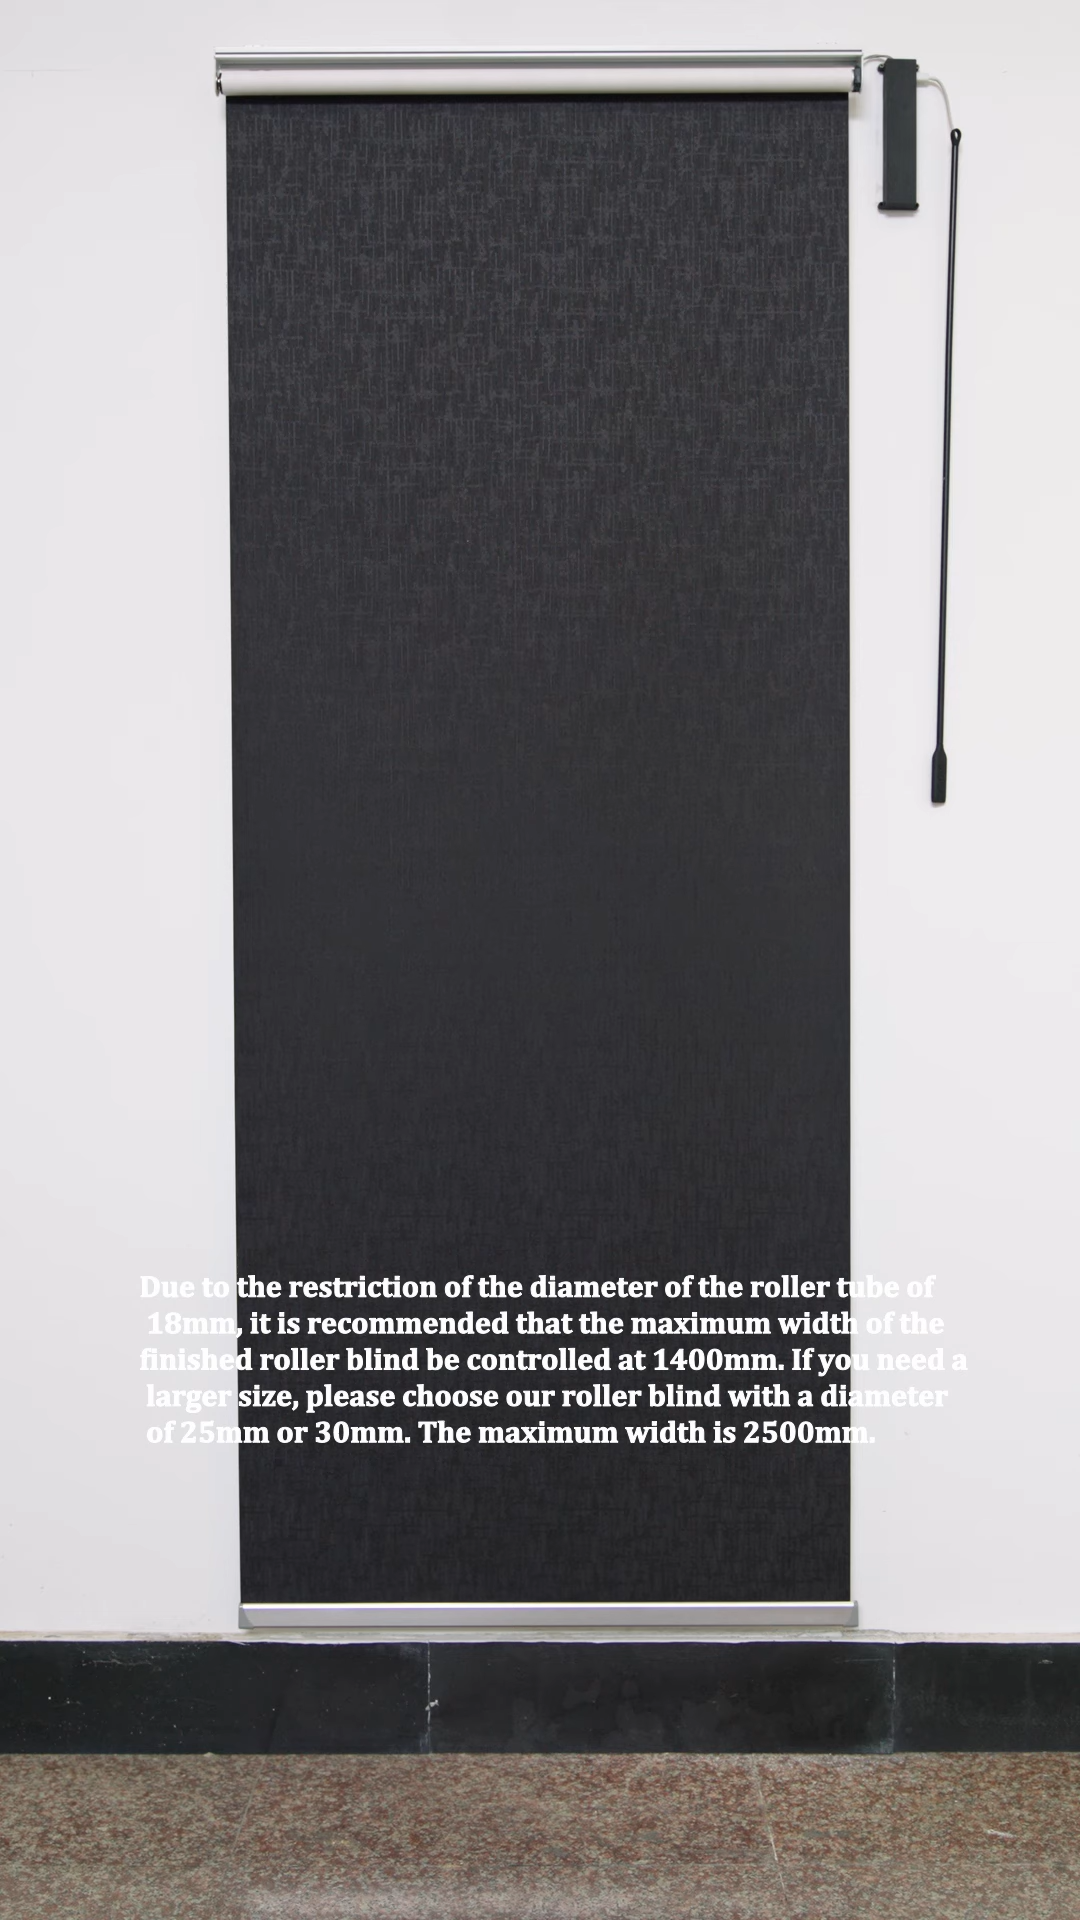 Due to the restriction of the diameter of the roller tube of
18mm, it is recommended that the maximum width of the
finished roller blind be controlled at 1400mm. If you need a
larger size, please choose our roller blind with a diameter
of 25mm or 30mm. The maximum width is 2500mm.